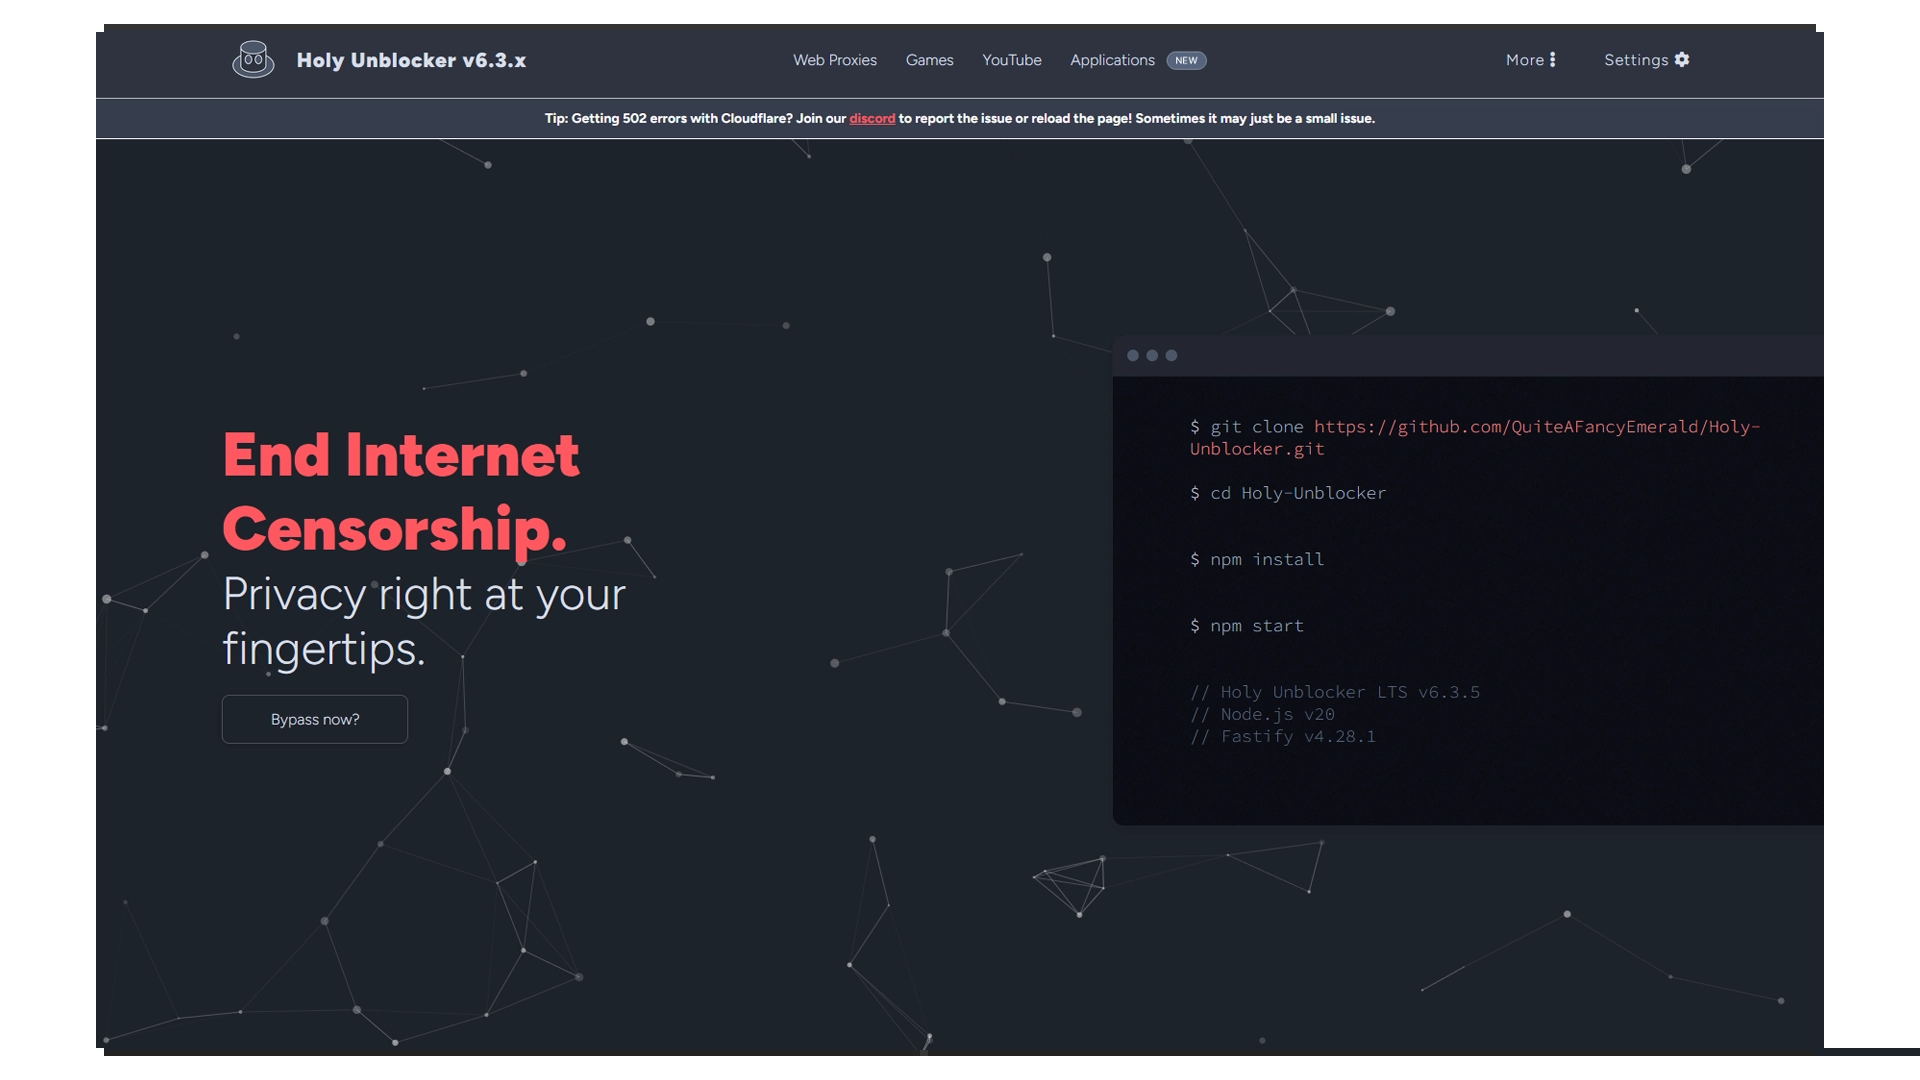 Holy Unblocker v6.3.x
Web Proxies Games YouTube Applications NEW
More Settings
Tip: Getting 502 errors with Cloudflare? Join our discord to report the issue or reload the page! Sometimes it may just be a small issue.
End Internet
Censorship.
Privacy right at your
fingertips.
Bypass now?
$ git clone https://github.com/QuiteAFancyEmerald/Holy-
Unblocker.git
$ cd Holy-Unblocker
$ npm install
$ npm start
// Holy Unblocker LTS v6.3.5
// Node.js v20
// Fastify v4.28.1